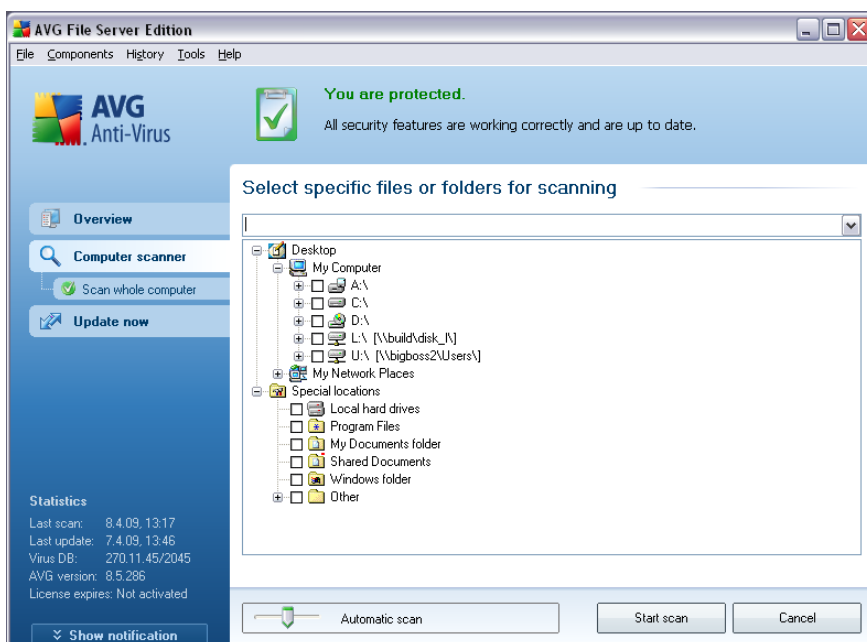 AVG File Server Edition
File Components History Tools Help
AVG
Anti-Virus
You are protected.
All security features are working correctly and are up to date.
Overview
Computer scanner
Scan whole computer
Update now
Select specific files or folders for scanning
Desktop
My Computer
A:\
C:\
D:\
L:\ [\\build\disk_I\]
U:\ [\\bigboss2\Users\]
My Network Places
Special locations
Local hard drives
Program Files
My Documents folder
Shared Documents
Windows folder
Other
Statistics
Last scan: 8.4.09, 13:17
Last update: 7.4.09, 13:46
Virus DB: 270.11.45/2045
AVG version: 8.5.286
License expires: Not activated
Show notification
Automatic scan
Start scan
Cancel